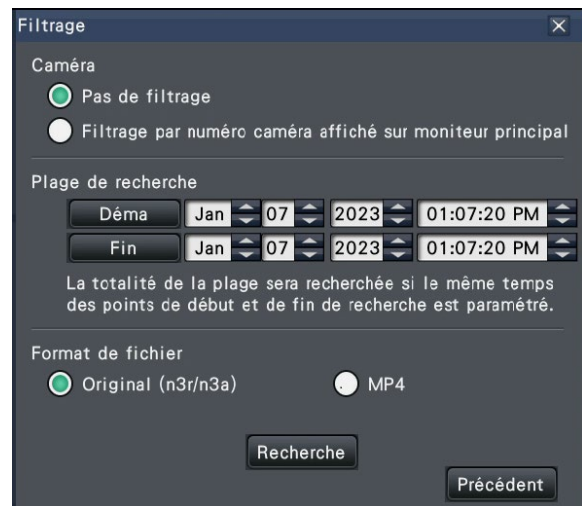 Filtrage
Caméra
Pas de filtrage
Filtrage par numéro caméra affiché sur moniteur principal
Plage de recherche
Déma Jan 07 2023 01:07:20 PM
Fin Jan 07 2023 01:07:20 PM
La totalité de la plage sera recherchée si le même temps
des points de début et de fin de recherche est paramétré.
Format de fichier
Original (n3r/n3a) MP4
Recherche
Précédent